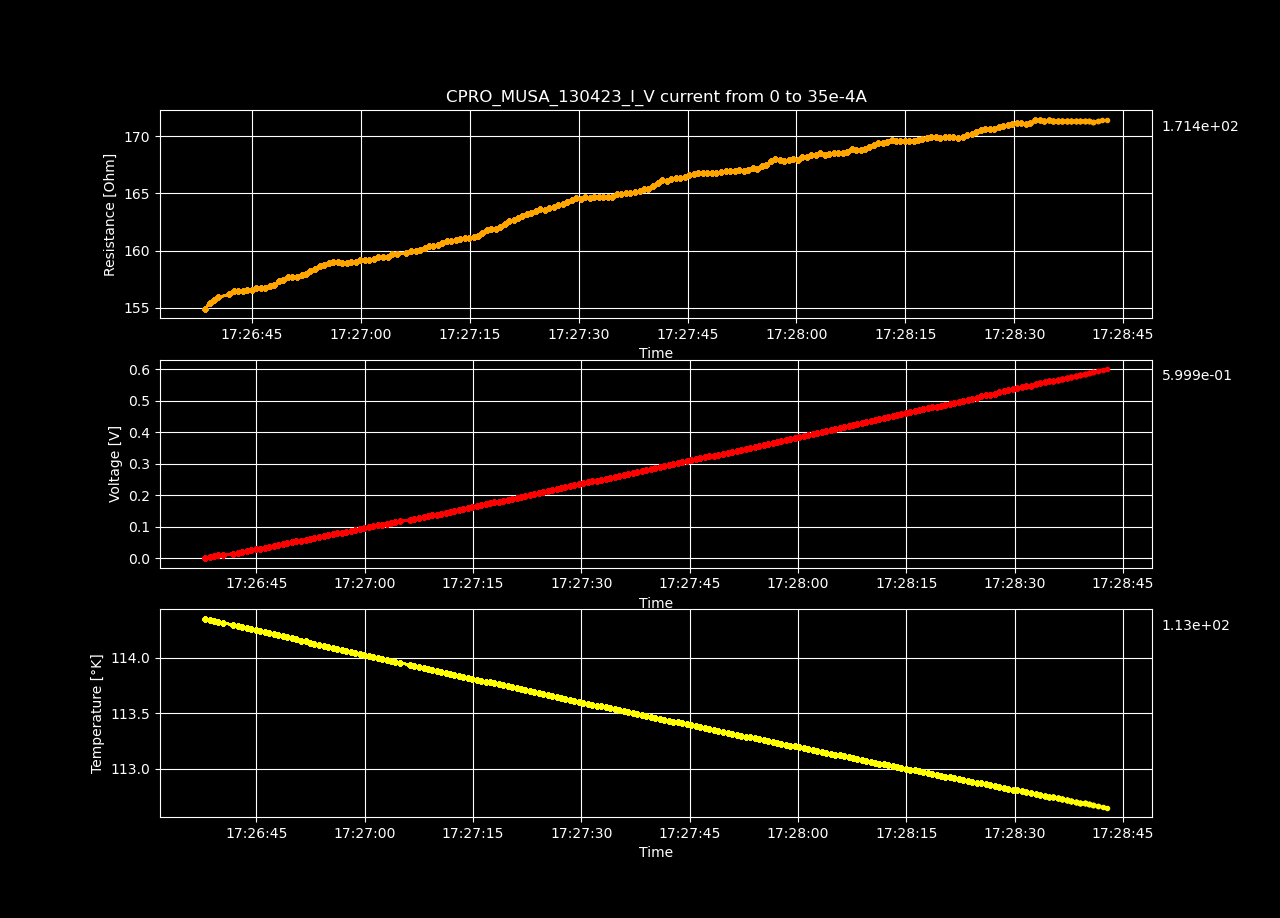 CPRO_MUSA_130423_I_V current from 0 to 35e-4A
170
165
160
155
Resistance [Ohm]
1.714e+02
17:26:45 17:27:00 17:27:15 17:27:30 17:27:45 17:28:00 17:28:15 17:28:30 17:28:45
Time
0.6
0.5
0.4
0.3
0.2
0.1
0.0
Voltage [V]
5.999e-01
17:26:45 17:27:00 17:27:15 17:27:30 17:27:45 17:28:00 17:28:15 17:28:30 17:28:45
Time
114.0
113.5
113.0
Temperature [°K]
1.13e+02
17:26:45 17:27:00 17:27:15 17:27:30 17:27:45 17:28:00 17:28:15 17:28:30 17:28:45
Time